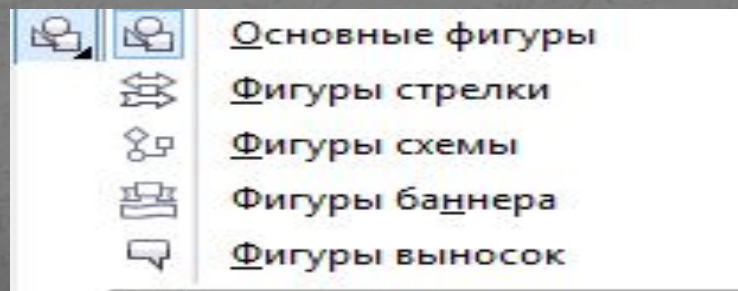 Основные фигуры
Фигуры стрелки
Фигуры схемы
Фигуры баннера
Фигуры выносок